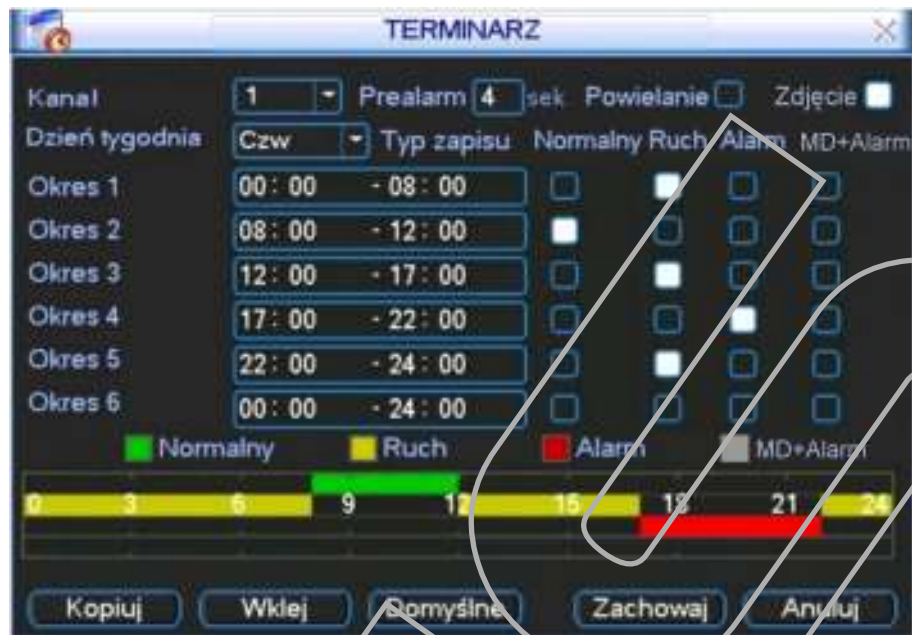 TERMINARZ
Kanał 1 Prealarm 4 sek Powielanie Zdjęcie
Dzień tygodnia Czw Typ zapisu Normalny Ruch Alarm MD+Alarm
Okres 1 00:00 - 08:00
Okres 2 08:00 - 12:00
Okres 3 12:00 - 17:00
Okres 4 17:00 - 22:00
Okres 5 22:00 - 24:00
Okres 6 00:00 - 24:00
Normalny Ruch Alarm MD+Alarm
0 3 6 9 12 15 18 21 24
Kopiuj Wklej Domyślne Zachowaj Anuluj